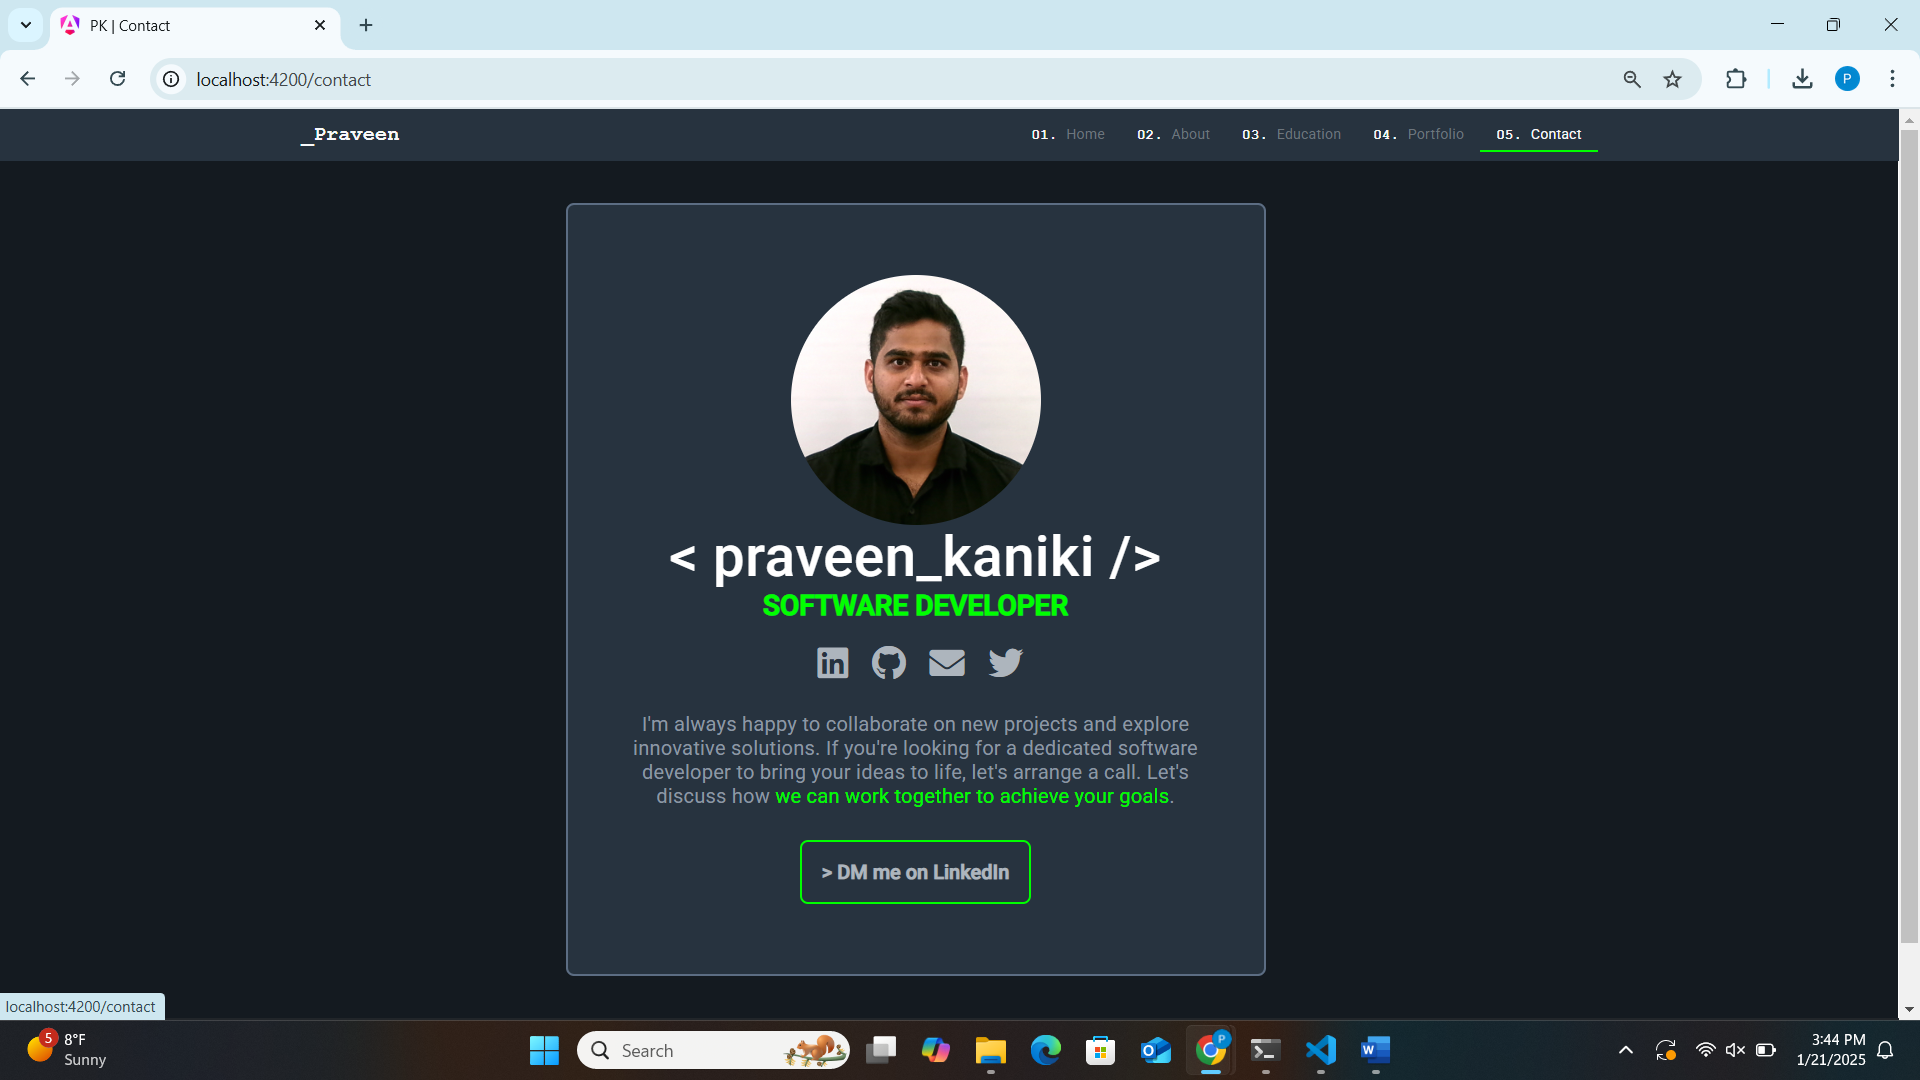 PK | Contact
localhost:4200/contact
P
_Praveen
01. Home 02. About 03. Education 04. Portfolio 05. Contact
< praveen_kaniki />
SOFTWARE DEVELOPER
in
I'm always happy to collaborate on new projects and explore
innovative solutions. If you're looking for a dedicated software
developer to bring your ideas to life, let's arrange a call. Let's
discuss how we can work together to achieve your goals.
> DM me on LinkedIn
localhost:4200/contact
5
8°F
Sunny
Search
P
W
3:44 PM
1/21/2025